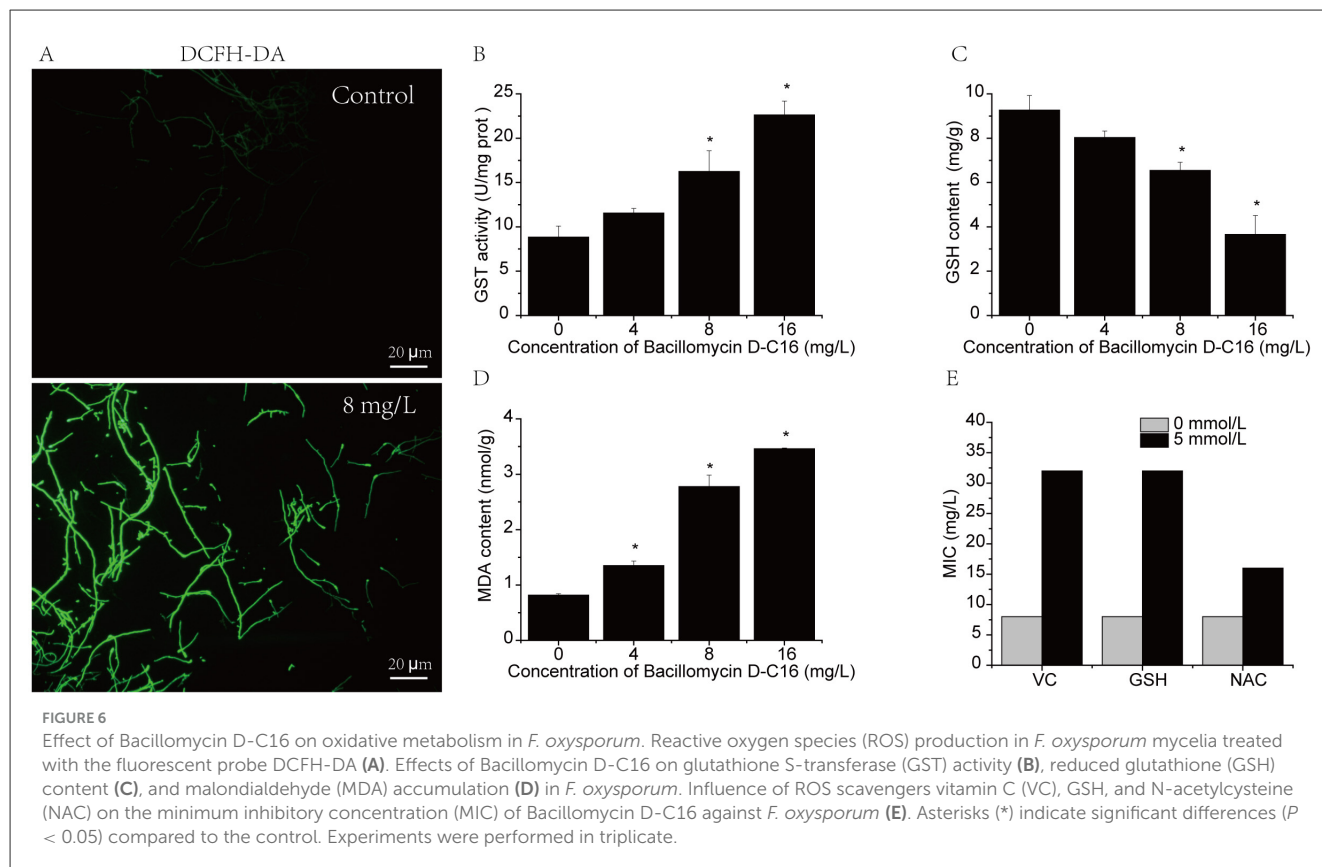 A
DCFH-DA
Control
20 μm
8 mg/L
20 μm
B
GST activity (U/mg prot )
25
20
15
10
5
0
*
*
0 4 8 16
Concentration of Bacillomycin D-C16 (mg/L)
C
GSH content (mg/g)
10
8
6
4
2
0
*
*
0 4 8 16
Concentration of Bacillomycin D-C16 (mg/L)
D
MDA content (nmol/g)
4
3
2
1
0
*
*
*
0 4 8 16
Concentration of Bacillomycin D-C16 (mg/L)
E
0 mmol/L
5 mmol/L
MIC (mg/L)
40
35
30
25
20
15
10
5
0
VC GSH NAC
FIGURE 6
Effect of Bacillomycin D-C16 on oxidative metabolism in F. oxysporum. Reactive oxygen species (ROS) production in F. oxysporum mycelia treated
with the fluorescent probe DCFH-DA (A). Effects of Bacillomycin D-C16 on glutathione S-transferase (GST) activity (B), reduced glutathione (GSH)
content (C), and malondialdehyde (MDA) accumulation (D) in F. oxysporum. Influence of ROS scavengers vitamin C (VC), GSH, and N-acetylcysteine
(NAC) on the minimum inhibitory concentration (MIC) of Bacillomycin D-C16 against F. oxysporum (E). Asterisks (*) indicate significant differences (P
< 0.05) compared to the control. Experiments were performed in triplicate.